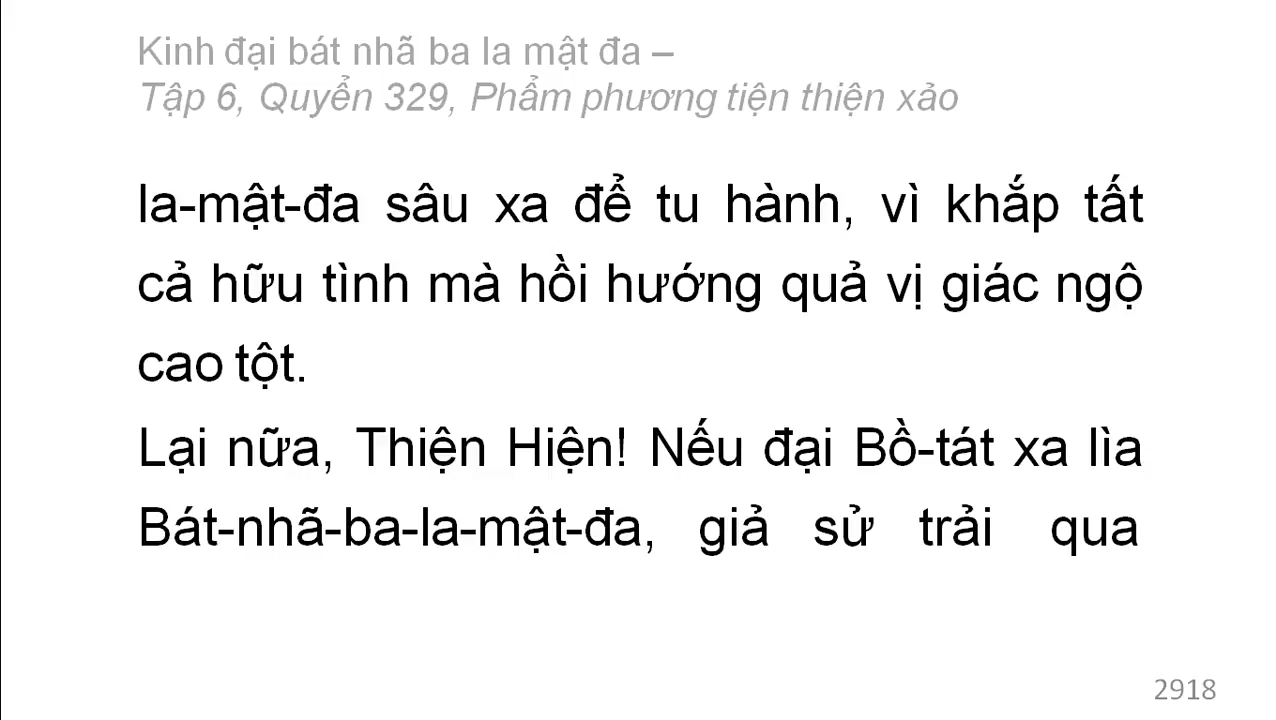 Kinh đại bát nhã ba la mật đa –
Tập 6, Quyển 329, Phẩm phương tiện thiện xảo
la-mật-đa sâu xa để tu hành, vì khắp tất
cả hữu tình mà hồi hướng quả vị giác ngộ
cao tột.
Lại nữa, Thiện Hiện! Nếu đại Bồ-tát xa lìa
Bát-nhã-ba-la-mật-đa, giả sử trải qua
2918